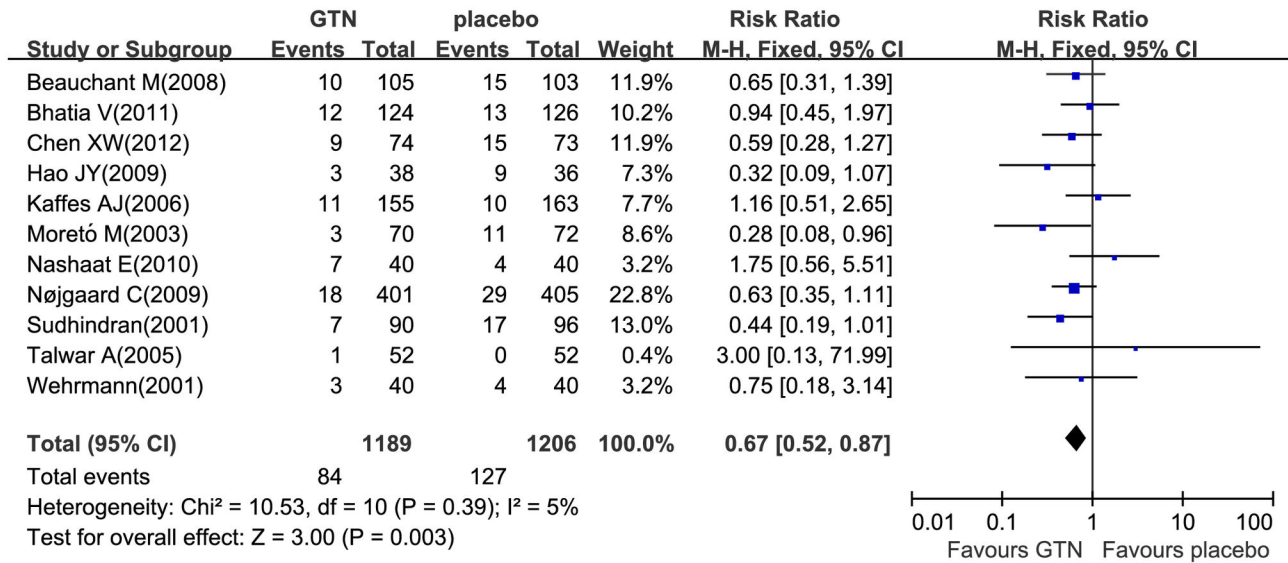 GTN placebo Risk Ratio Risk Ratio
Study or Subgroup Events Total Events Total Weight M-H, Fixed, 95% CI M-H, Fixed, 95% CI
Beauchant M(2008) 10 105 15 103 11.9% 0.65 [0.31, 1.39]
Bhatia V(2011) 12 124 13 126 10.2% 0.94 [0.45, 1.97]
Chen XW(2012) 9 74 15 73 11.9% 0.59 [0.28, 1.27]
Hao JY(2009) 3 38 9 36 7.3% 0.32 [0.09, 1.07]
Kaffes AJ(2006) 11 155 10 163 7.7% 1.16 [0.51, 2.65]
Moretó M(2003) 3 70 11 72 8.6% 0.28 [0.08, 0.96]
Nashaat E(2010) 7 40 4 40 3.2% 1.75 [0.56, 5.51]
Nøjgaard C(2009) 18 401 29 405 22.8% 0.63 [0.35, 1.11]
Sudhindran(2001) 7 90 17 96 13.0% 0.44 [0.19, 1.01]
Talwar A(2005) 1 52 0 52 0.4% 3.00 [0.13, 71.99]
Wehrmann(2001) 3 40 4 40 3.2% 0.75 [0.18, 3.14]
Total (95% CI) 1189 1206 100.0% 0.67 [0.52, 0.87]
Total events 84 127
Heterogeneity: Chi² = 10.53, df = 10 (P = 0.39); I² = 5%
Test for overall effect: Z = 3.00 (P = 0.003)
0.01 0.1 1 10 100
Favours GTN Favours placebo